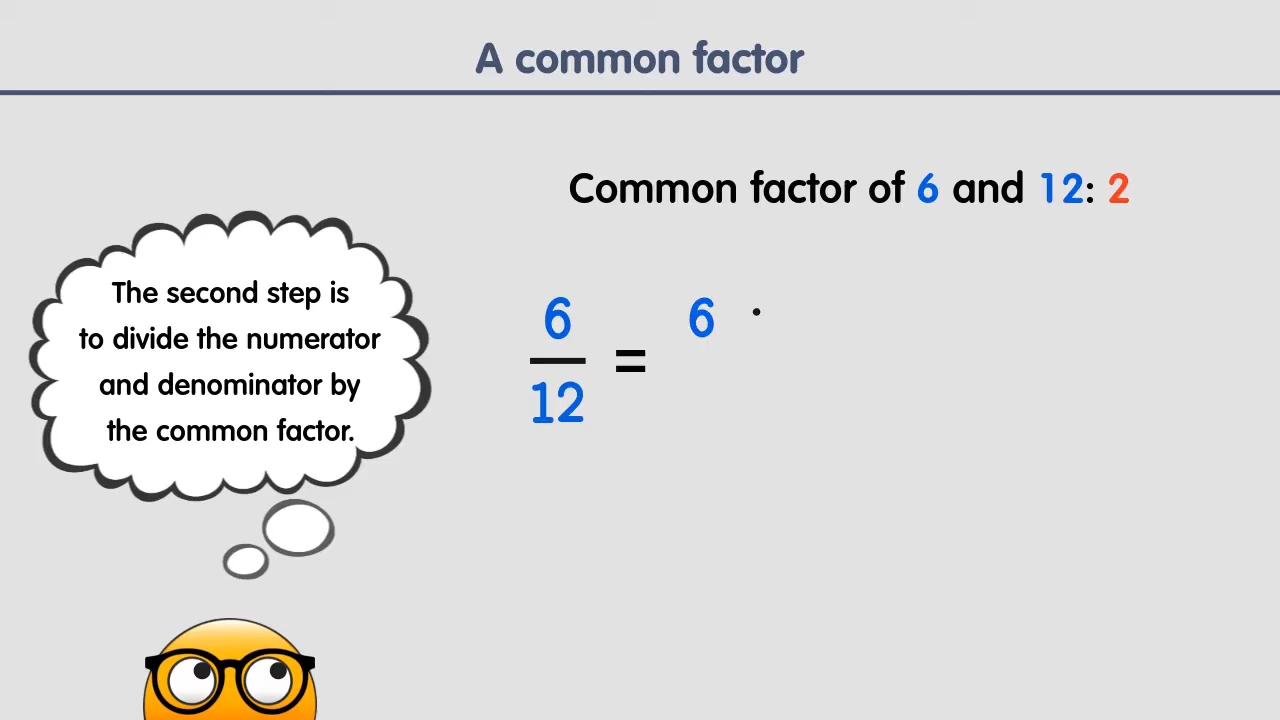 A common factor
Common factor of 6 and 12: 2
The second step is
to divide the numerator
and denominator by
the common factor.
6
12
=
6